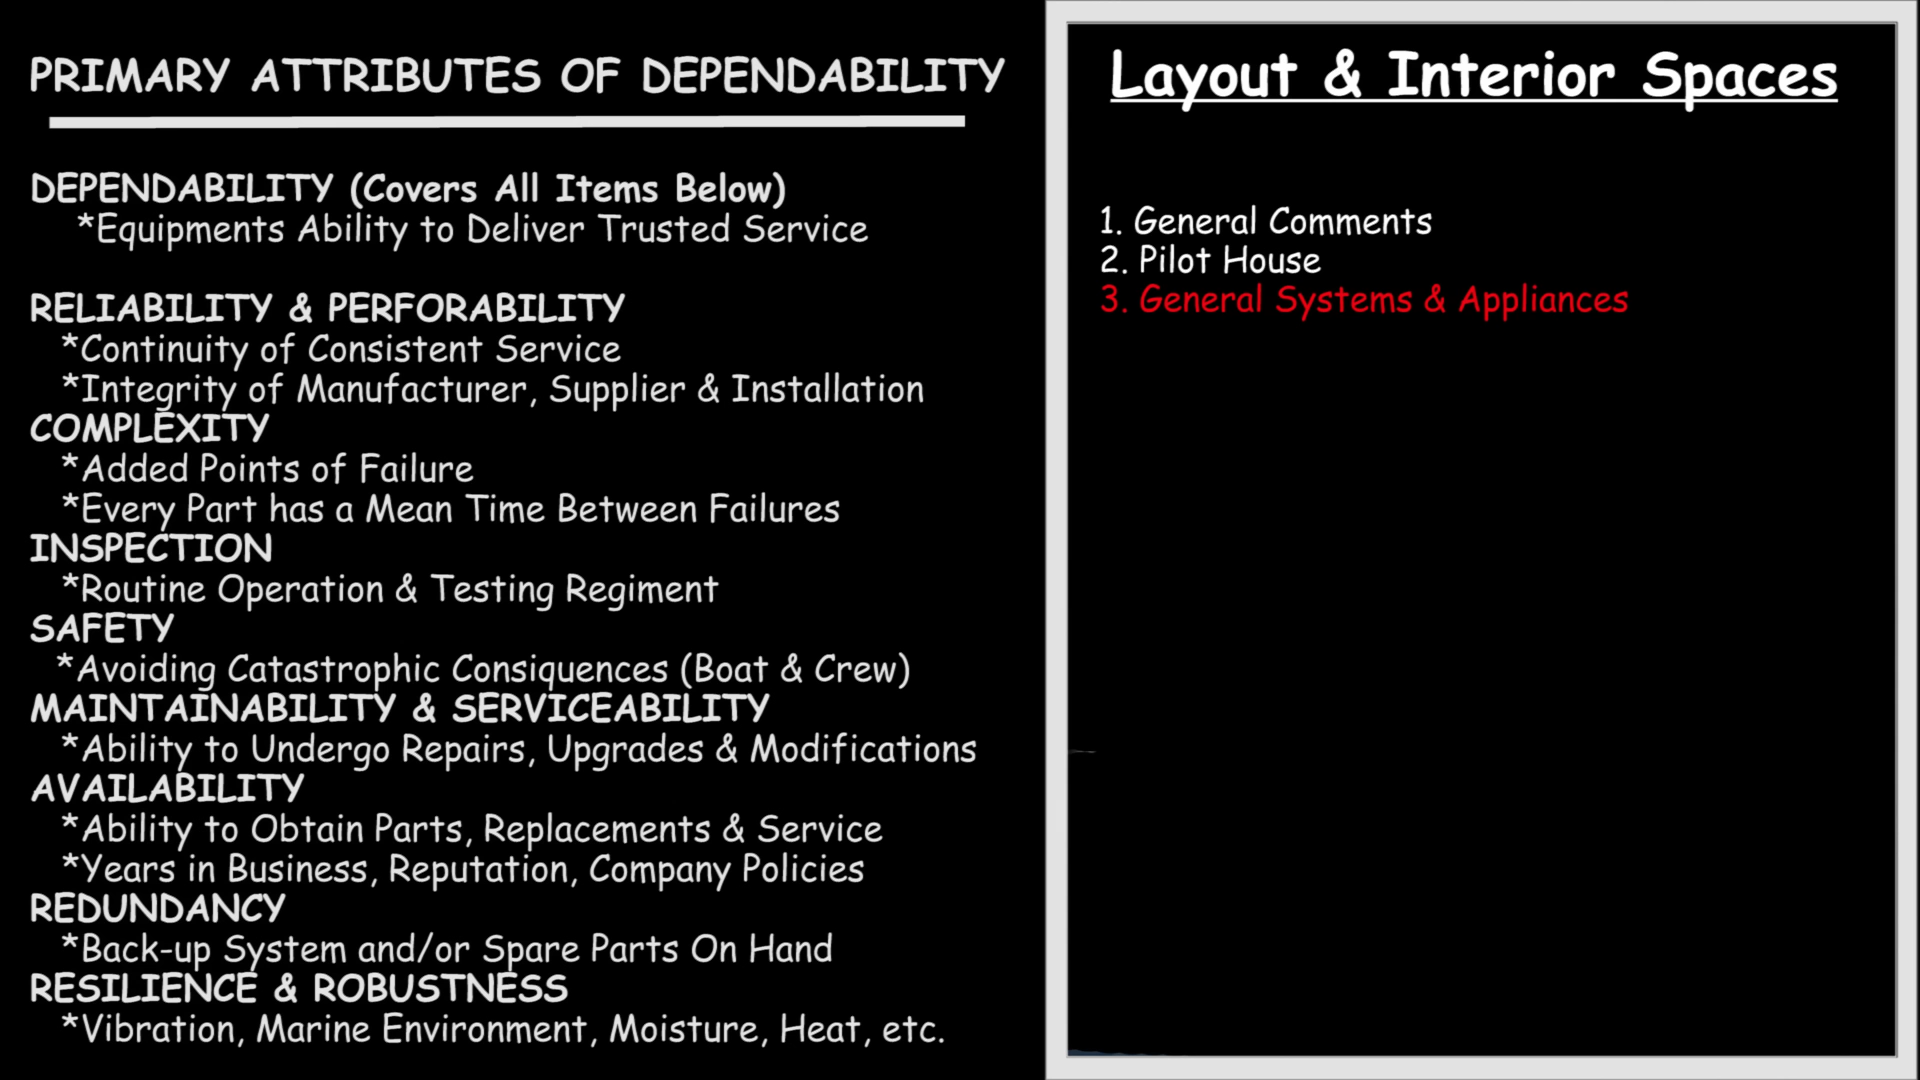 PRIMARY ATTRIBUTES OF DEPENDABILITY
DEPENDABILITY (Covers All Items Below)
*Equipments Ability to Deliver Trusted Service
RELIABILITY & PERFORABILITY
*Continuity of Consistent Service
*Integrity of Manufacturer, Supplier & Installation
COMPLEXITY
*Added Points of Failure
*Every Part has a Mean Time Between Failures
INSPECTION
*Routine Operation & Testing Regiment
SAFETY
*Avoiding Catastrophic Consiquences (Boat & Crew)
MAINTAINABILITY & SERVICEABILITY
*Ability to Undergo Repairs, Upgrades & Modifications
AVAILABILITY
*Ability to Obtain Parts, Replacements & Service
*Years in Business, Reputation, Company Policies
REDUNDANCY
*Back-up System and/or Spare Parts On Hand
RESILIENCE & ROBUSTNESS
*Vibration, Marine Environment, Moisture, Heat, etc.
Layout & Interior Spaces
1. General Comments
2. Pilot House
3. General Systems & Appliances